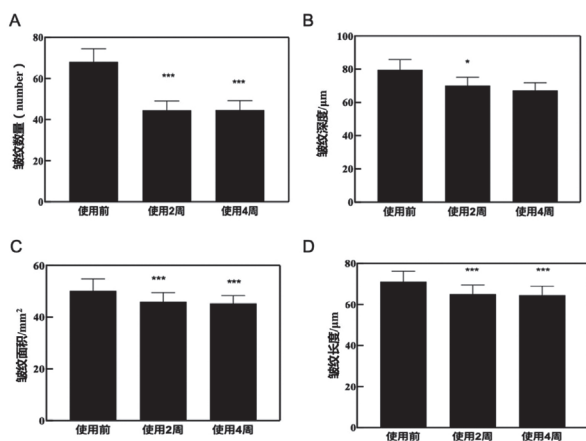 A
皱纹数量（number）
80
60
40
20
0
***
***
使用前 使用2周 使用4周
B
皱纹深度/μm
100
80
60
40
20
0
*
使用前 使用2周 使用4周
C
皱纹面积/mm²
60
40
20
0
***
***
使用前 使用2周 使用4周
D
皱纹长度/μm
80
60
40
20
0
***
***
使用前 使用2周 使用4周